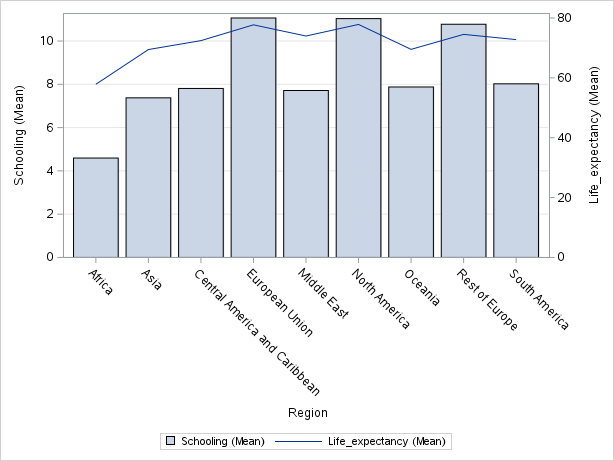 Schooling (Mean)
10
8
6
4
2
0
80
60
40
20
0
Life_expectancy (Mean)
Africa
Asia
Central America and Caribbean
European Union
Middle East
North America
Oceania
Rest of Europe
South America
Region
Schooling (Mean) Life_expectancy (Mean)